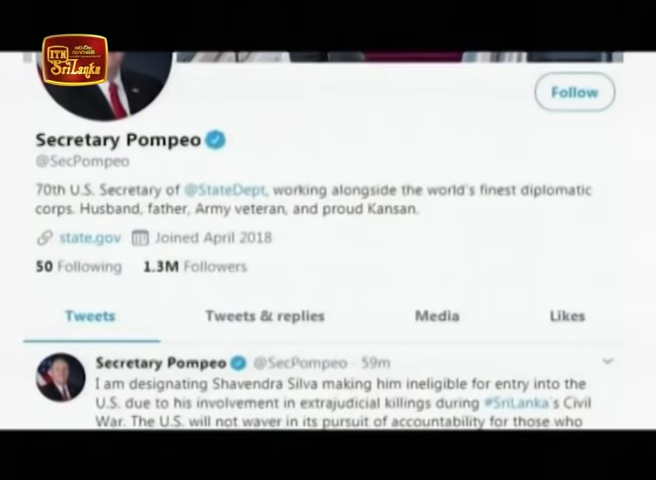 ITN
SriLanka
Follow
Secretary Pompeo
@SecPompeo
70th U.S. Secretary of @StateDept, working alongside the world's finest diplomatic
corps. Husband, father, Army veteran, and proud Kansan.
state.gov Joined April 2018
50 Following 1.3M Followers
Tweets Tweets & replies Media Likes
Secretary Pompeo @SecPompeo · 59m
I am designating Shavendra Silva making him ineligible for entry into the
U.S. due to his involvement in extrajudicial killings during #SriLanka's Civil
War. The U.S. will not waver in its pursuit of accountability for those who